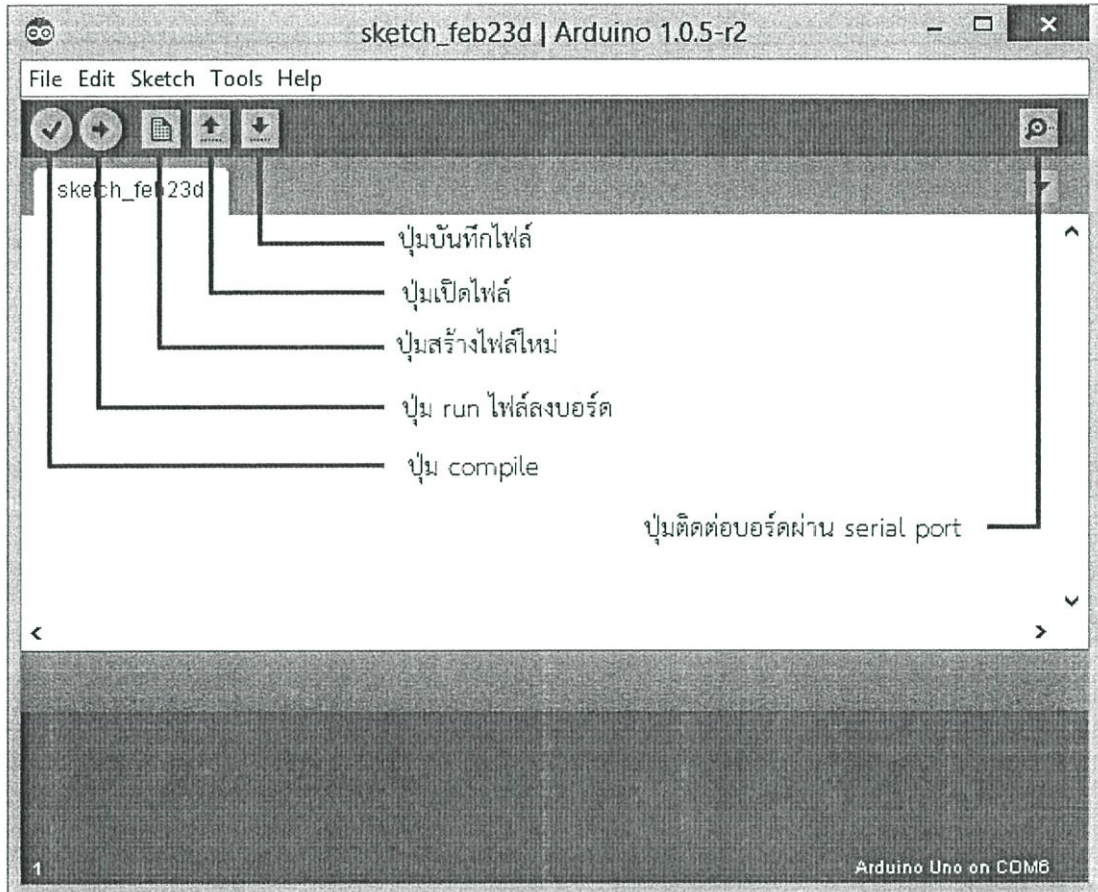 sketch_feb23d | Arduino 1.0.5-r2
File Edit Sketch Tools Help
sketch_feb23d
ปุ่มบันทึกไฟล์
ปุ่มเปิดไฟล์
ปุ่มสร้างไฟล์ใหม่
ปุ่ม run ไฟล์ลงบอร์ด
ปุ่ม compile
ปุ่มติดต่อบอร์ดผ่าน serial port
1
Arduino Uno on COM6